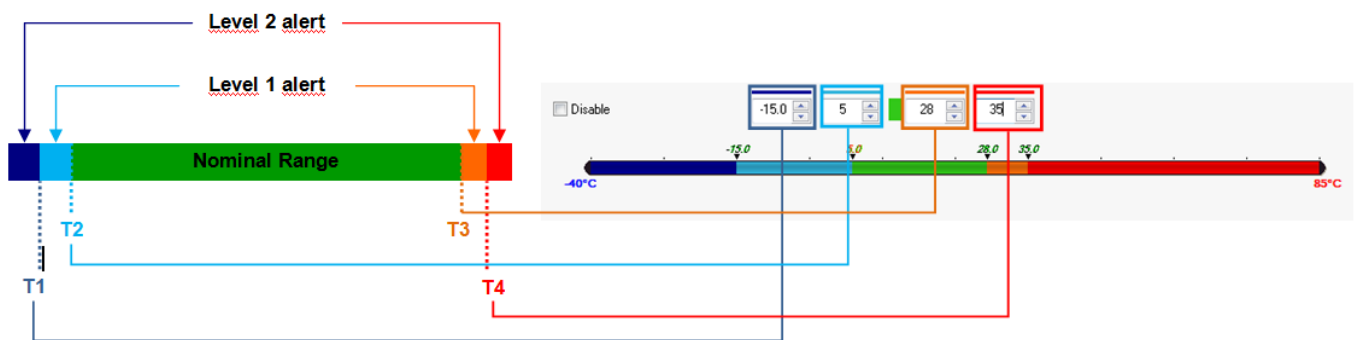 Level 2 alert
Level 1 alert
Nominal Range
T1
T2
T3
T4
Disable
-15.0
5
28
35
-15.0
5.0
28.0
35.0
-40°C
85°C